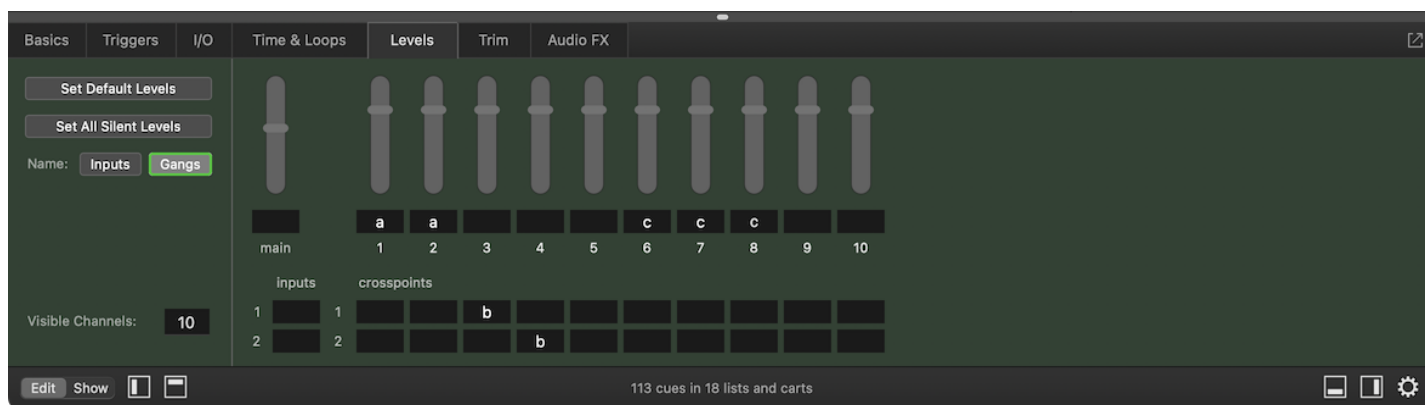 Basics Triggers I/O Time & Loops Levels Trim Audio FX
Set Default Levels
Set All Silent Levels
Name: Inputs Gangs
a a c c c
main 1 2 3 4 5 6 7 8 9 10
inputs crosspoints
Visible Channels: 10
1 1 b
2 2 b
Edit Show 113 cues in 18 lists and carts